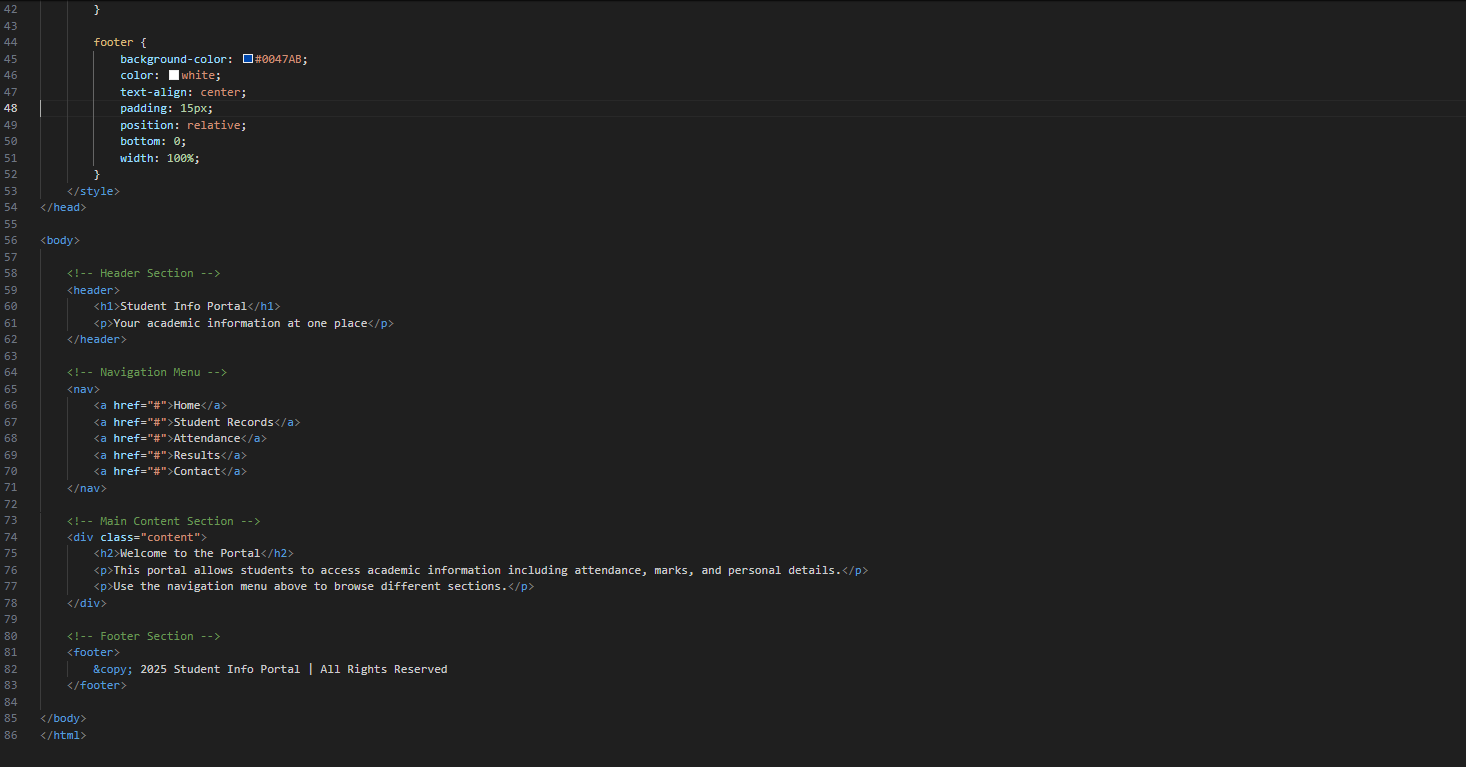 42        }
43
44        footer {
45            background-color: #0047AB;
46            color: white;
47            text-align: center;
48            padding: 15px;
49            position: relative;
50            bottom: 0;
51            width: 100%;
52        }
53    </style>
54</head>
55
56<body>
57
58    <!-- Header Section -->
59    <header>
60        <h1>Student Info Portal</h1>
61        <p>Your academic information at one place</p>
62    </header>
63
64    <!-- Navigation Menu -->
65    <nav>
66        <a href="#">Home</a>
67        <a href="#">Student Records</a>
68        <a href="#">Attendance</a>
69        <a href="#">Results</a>
70        <a href="#">Contact</a>
71    </nav>
72
73    <!-- Main Content Section -->
74    <div class="content">
75        <h2>Welcome to the Portal</h2>
76        <p>This portal allows students to access academic information including attendance, marks, and personal details.</p>
77        <p>Use the navigation menu above to browse different sections.</p>
78    </div>
79
80    <!-- Footer Section -->
81    <footer>
82        &copy; 2025 Student Info Portal | All Rights Reserved
83    </footer>
84
85</body>
86</html>